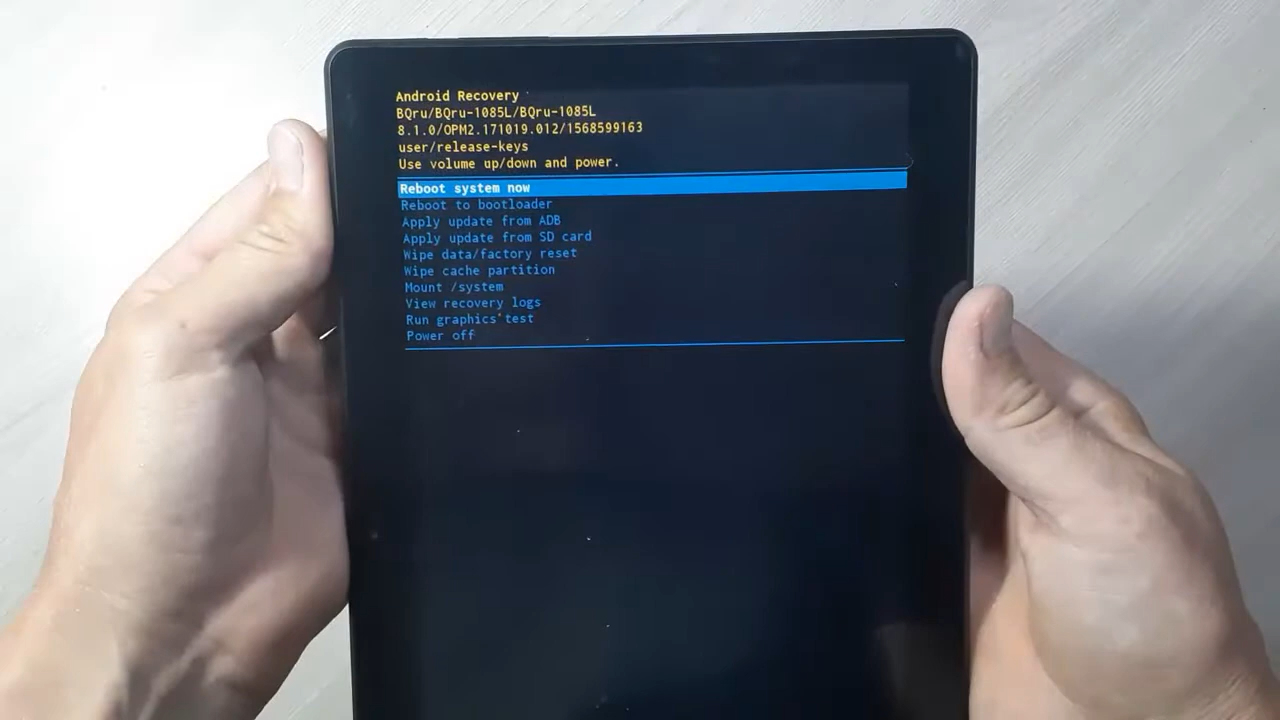 Android Recovery
BQru/BQru-1085L/BQru-1085L
8.1.0/OPM2.171019.012/1568599163
user/release-keys
Use volume up/down and power.
Reboot system now
Reboot to bootloader
Apply update from ADB
Apply update from SD card
Wipe data/factory reset
Wipe cache partition
Mount /system
View recovery logs
Run graphics test
Power off